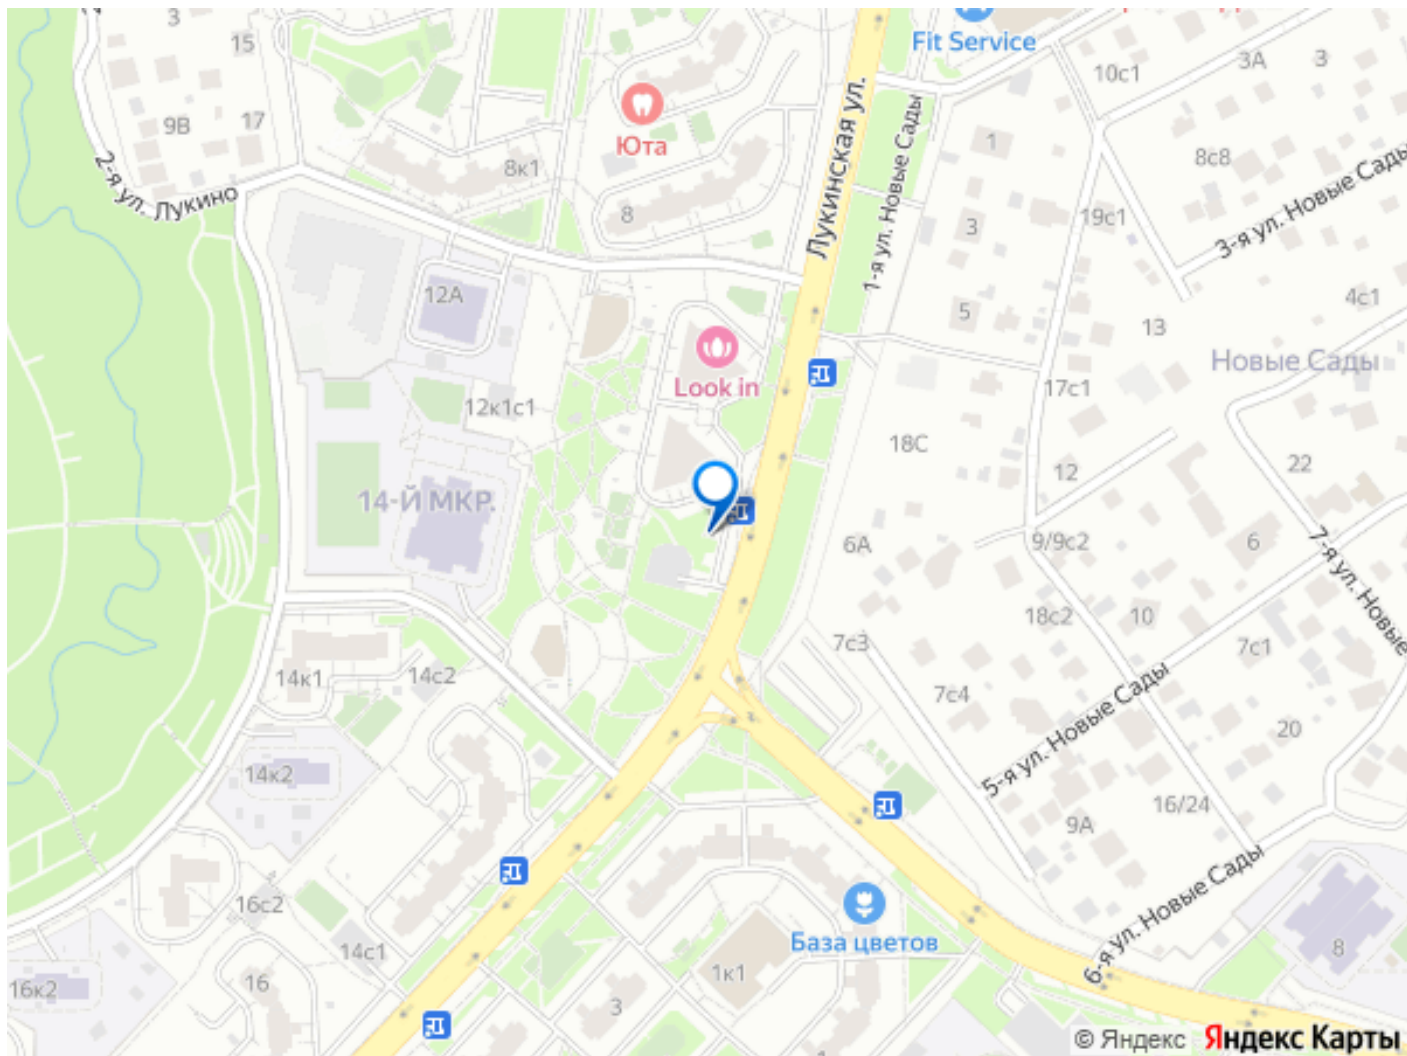 3
15
9В
17
2-я ул. Лукино
Юта
8к1
8
Лукинская ул.
Fit Service
1-я ул. Новые Сады
10с1
3А
3
1
8с8
3
19с1
3-я ул. Новые Сады
12А
5
13
4с1
Look in
Новые Сады
12к1с1
17с1
18С
14-Й МКР.
12
22
6А
9/9с2
6
7-я ул. Новые
18с2
10
7с3
7с1
14к1
14с2
7с4
5-я ул. Новые Сады
20
14к2
16/24
9А
16с2
6-я ул. Новые Сады
База цветов
14с1
8
16к2
16
1к1
3
1
© Яндекс Яндекс Карты